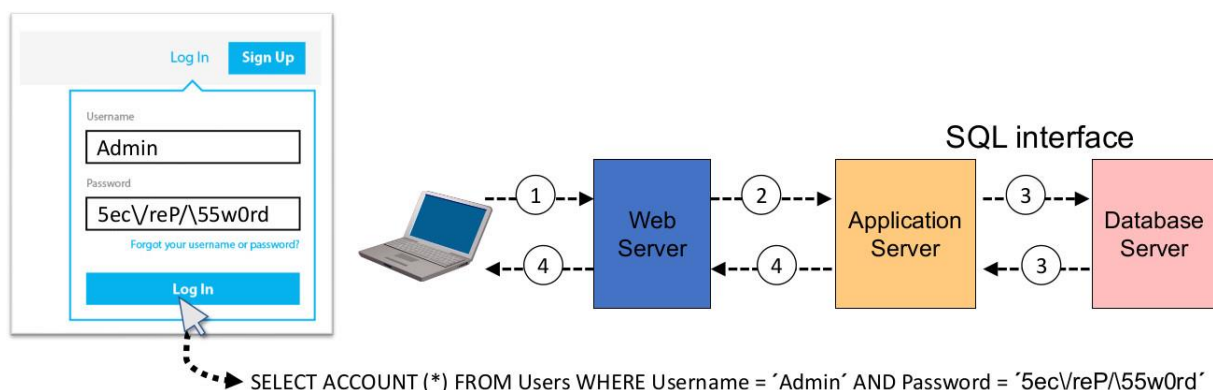 Log In Sign Up
Username
Admin
Password
5ec\/reP/\55w0rd
Forgot your username or password?
Log In
SQL interface
1 2 3
Web Server
Application Server
Database Server
4 4 3
SELECT ACCOUNT (*) FROM Users WHERE Username = ´Admin´ AND Password = ´5ec\/reP/\55w0rd´